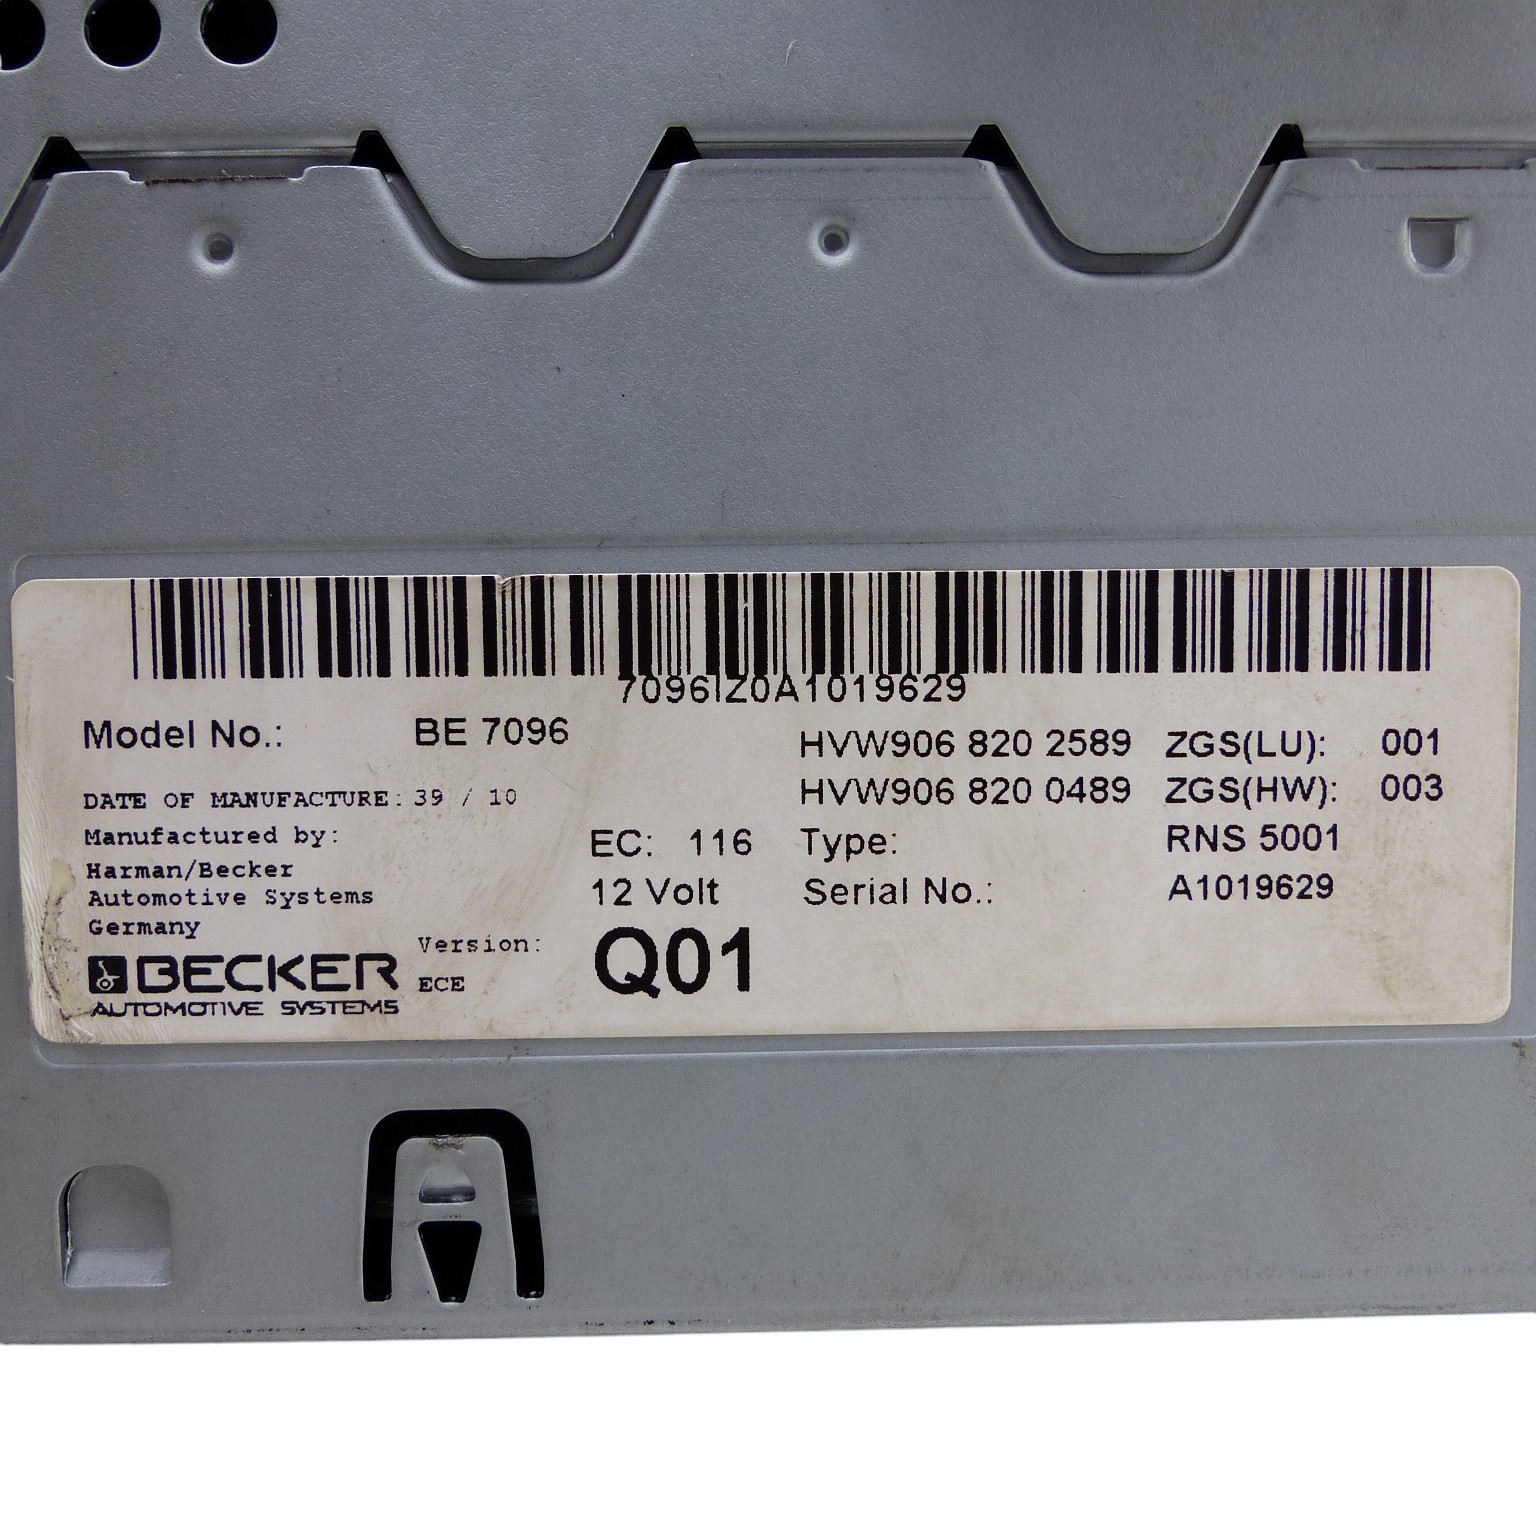 7096IZ0A1019629
Model No.: BE 7096
HVW906 820 2589 ZGS(LU): 001
DATE OF MANUFACTURE: 39 / 10
HVW906 820 0489 ZGS(HW): 003
Manufactured by:
EC: 116 Type: RNS 5001
Harman/Becker
Automotive Systems
12 Volt Serial No.: A1019629
Germany
Version: Q01
BECKER
ECE
AUTOMOTIVE SYSTEMS